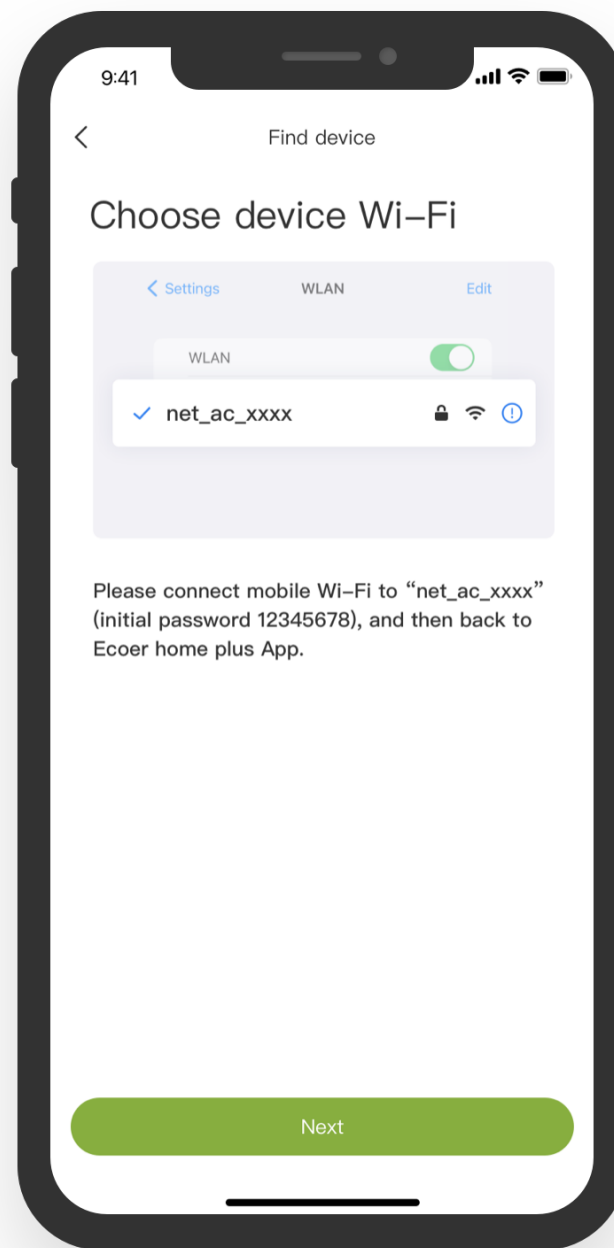 9:41
Find device
Choose device Wi–Fi
Settings WLAN Edit
WLAN
net_ac_xxxx
Please connect mobile Wi–Fi to “net_ac_xxxx”
(initial password 12345678), and then back to
Ecoer home plus App.
Next